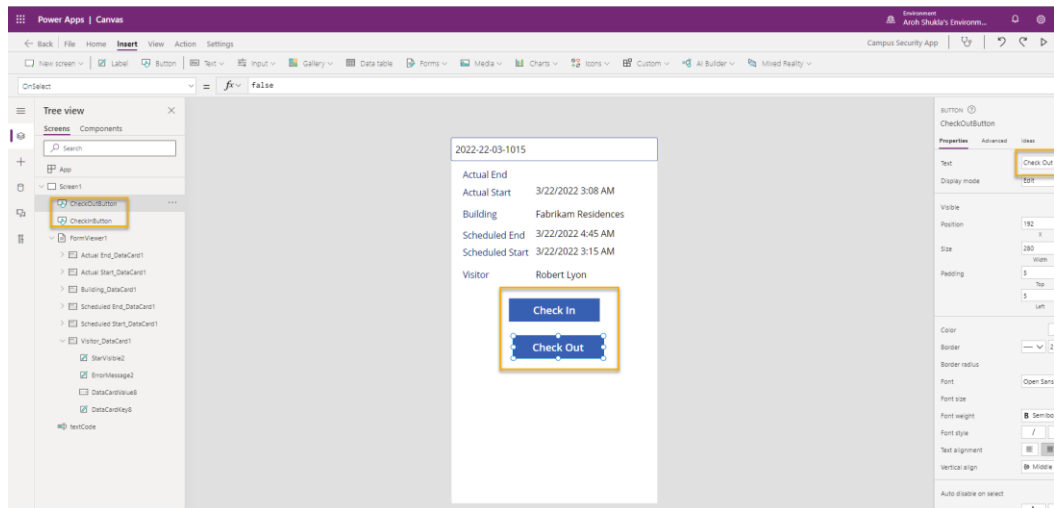 Power Apps | Canvas
Environment
Aroh Shukla's Environm...
Back File Home Insert View Action Settings
Campus Security App
New screen Label Button Text Input Gallery Data table Forms Media Charts Icons Custom AI Builder Mixed Reality
OnSelect = fx false
Tree view
Screens Components
Search
App
Screen1
CheckOutButton ...
CheckInButton
FormViewer1
Actual End_DataCard1
Actual Start_DataCard1
Building_DataCard1
Scheduled End_DataCard1
Scheduled Start_DataCard1
Visitor_DataCard1
StarVisible2
ErrorMessage2
DataCardValue8
DataCardKey8
textCode
2022-22-03-1015
Actual End
Actual Start 3/22/2022 3:08 AM
Building Fabrikam Residences
Scheduled End 3/22/2022 4:45 AM
Scheduled Start 3/22/2022 3:15 AM
Visitor Robert Lyon
Check In
Check Out
BUTTON
CheckOutButton
Properties Advanced Ideas
Text Check Out
Display mode Edit
Visible
Position 192
X
Size 280
Width
Padding 5
Top
5
Left
Color
Border 2
Border radius
Font Open Sans
Font size
Font weight B Semibo
Font style /
Text alignment
Vertical align Middle
Auto disable on select